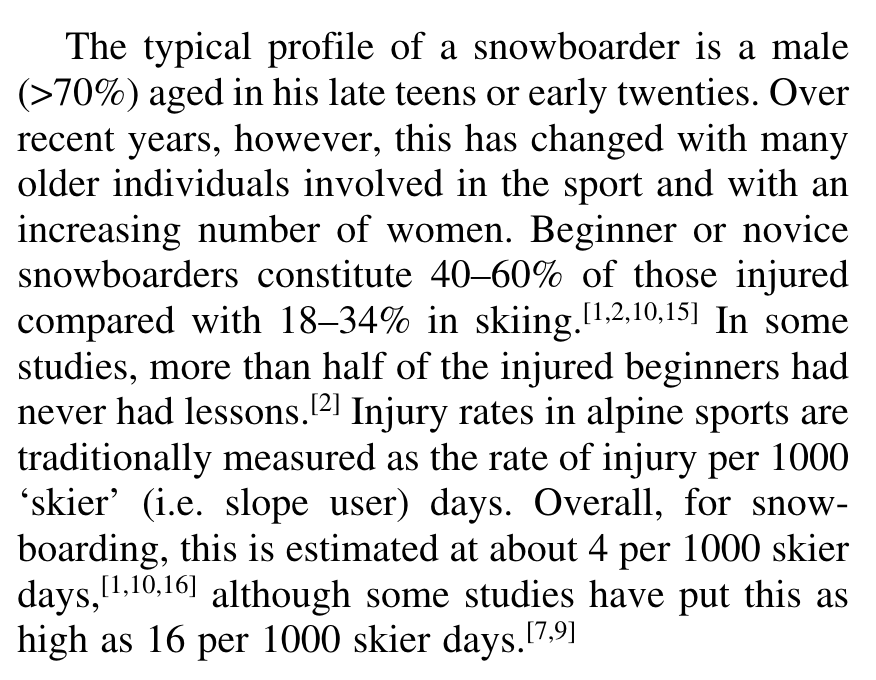 The typical profile of a snowboarder is a male
(>70%) aged in his late teens or early twenties. Over
recent years, however, this has changed with many
older individuals involved in the sport and with an
increasing number of women. Beginner or novice
snowboarders constitute 40–60% of those injured
compared with 18–34% in skiing.[1,2,10,15] In some
studies, more than half of the injured beginners had
never had lessons.[2] Injury rates in alpine sports are
traditionally measured as the rate of injury per 1000
‘skier’ (i.e. slope user) days. Overall, for snow-
boarding, this is estimated at about 4 per 1000 skier
days,[1,10,16] although some studies have put this as
high as 16 per 1000 skier days.[7,9]